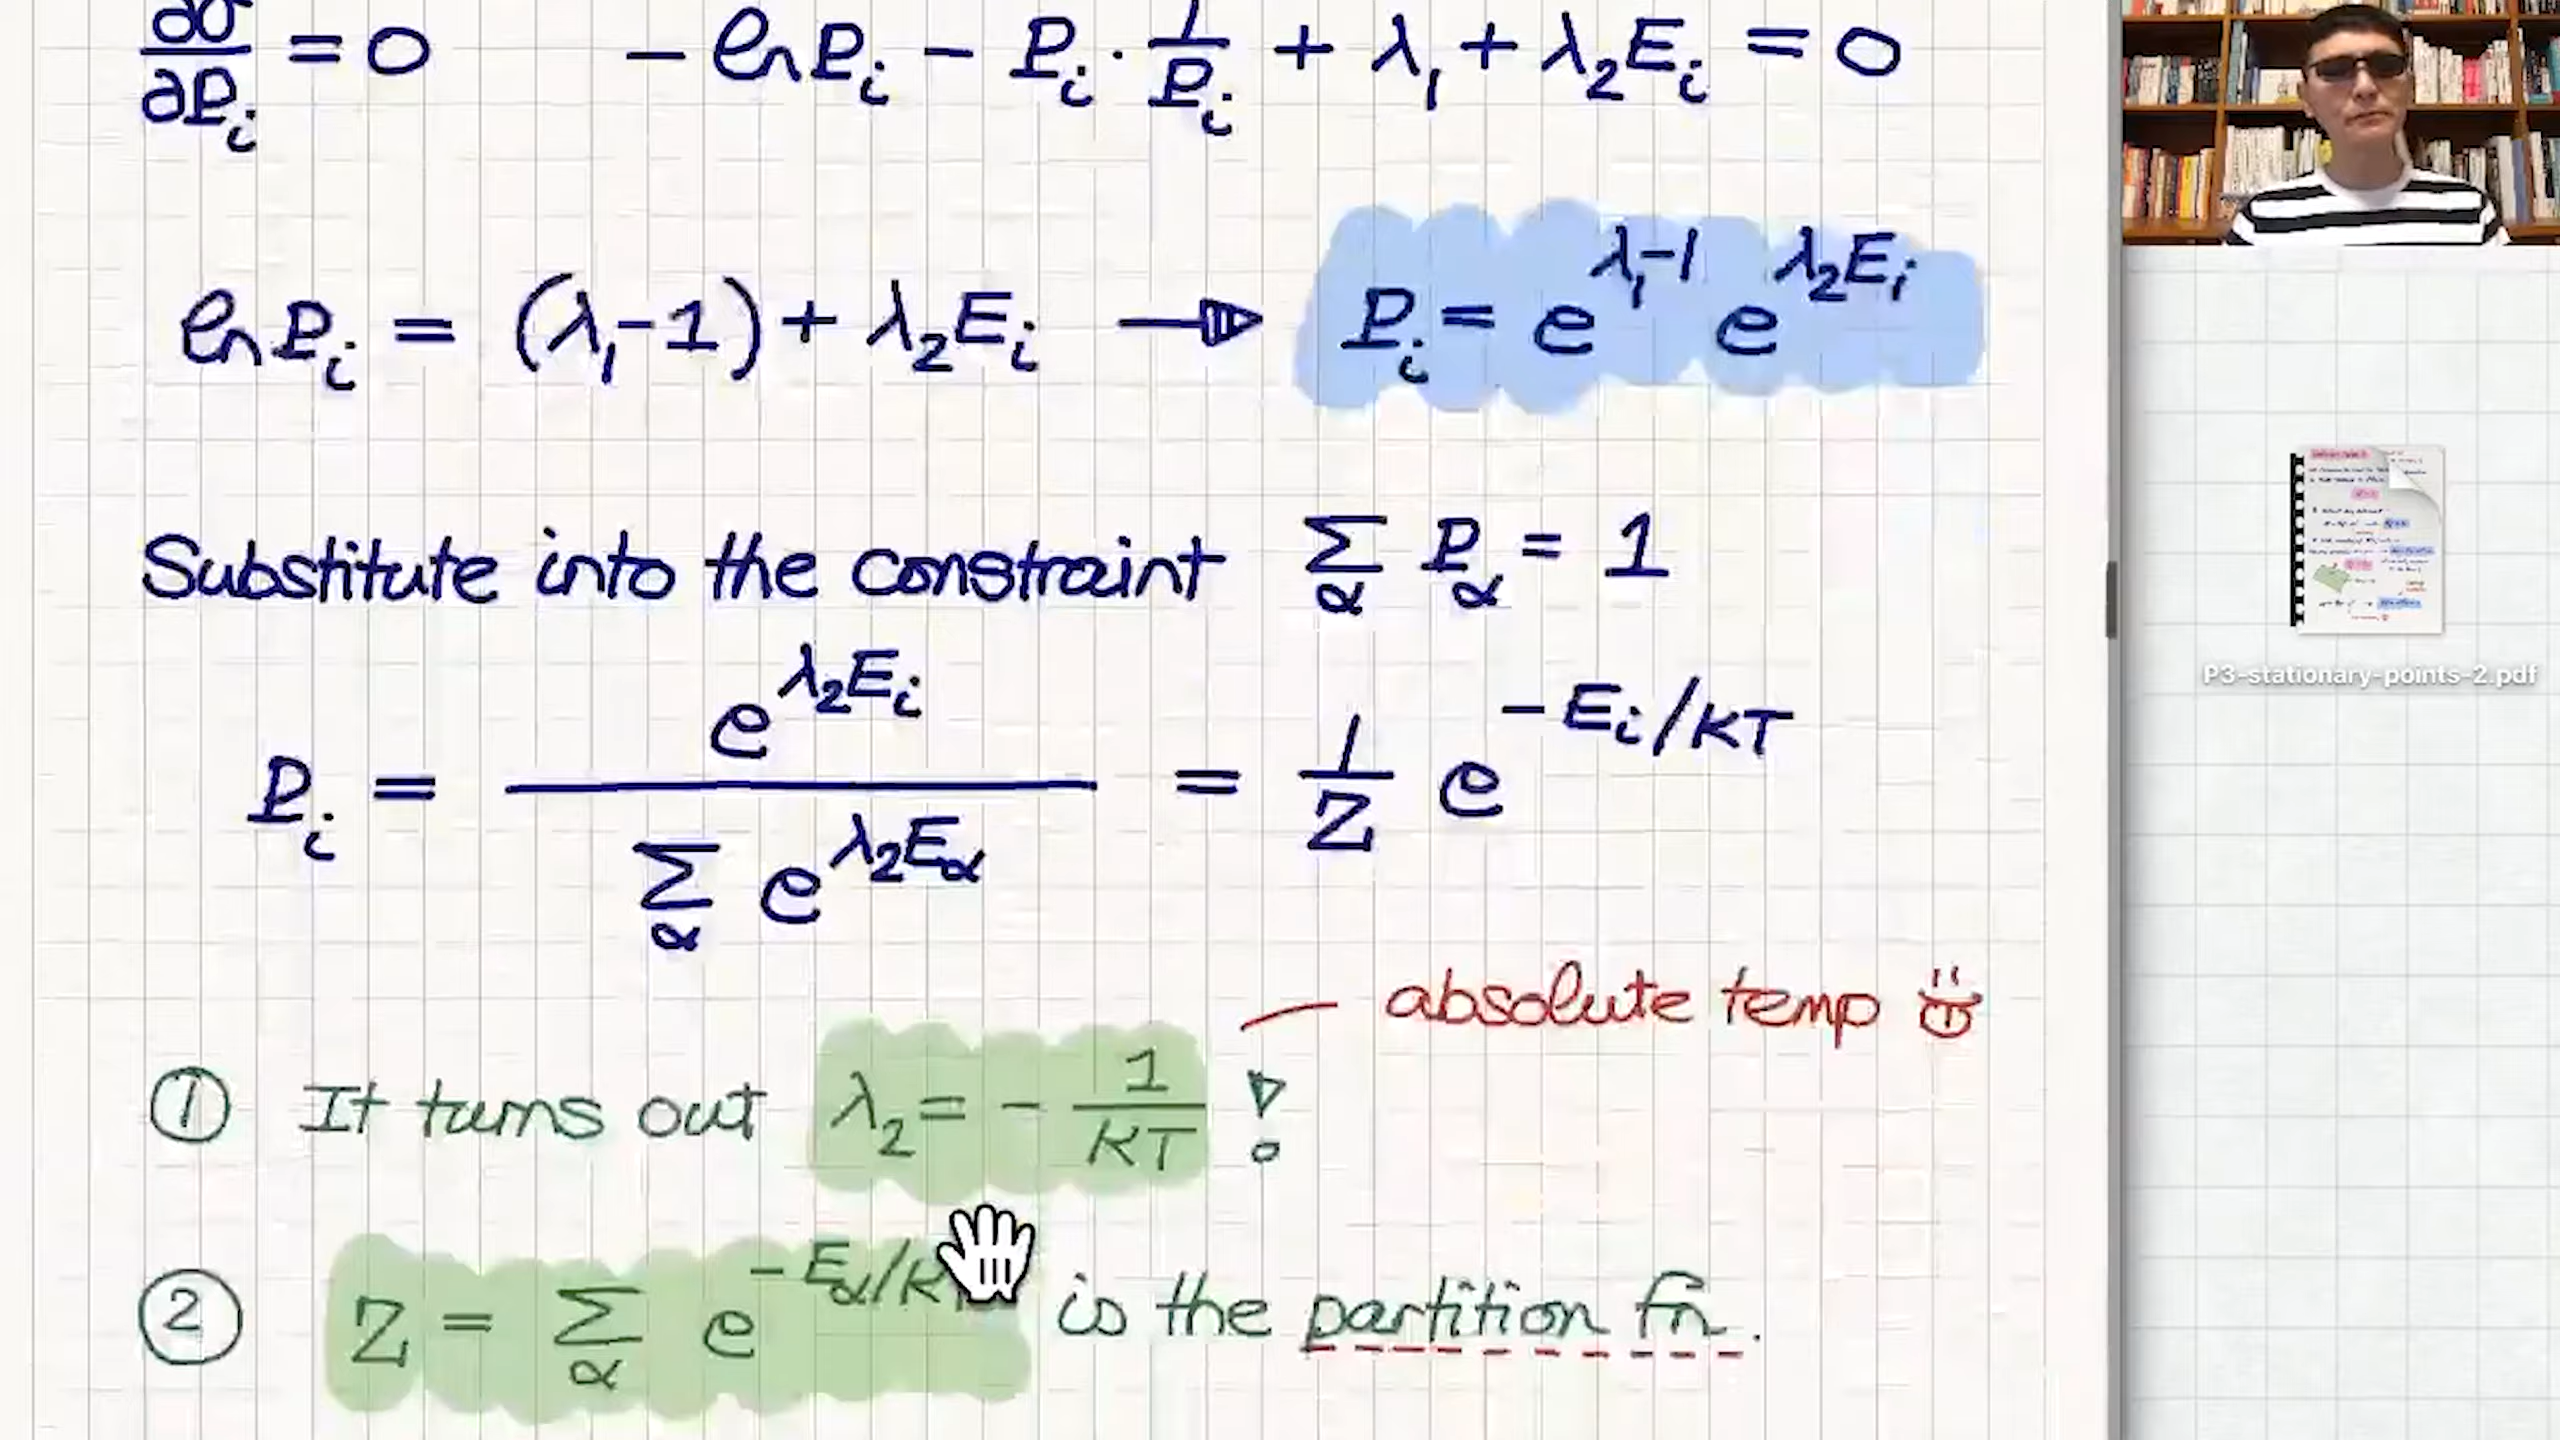 ∂σ/∂P_i = 0    - ln P_i - P_i · 1/P_i + λ_1 + λ_2 E_i = 0
ln P_i = (λ_1 - 1) + λ_2 E_i → P_i = e^{λ_1 - 1} e^{λ_2 E_i}
Substitute into the constraint Σ_α P_α = 1
P_i = e^{λ_2 E_i} / Σ_α e^{λ_2 E_α} = 1/Z e^{-E_i/kT}
absolute temp
① It turns out λ_2 = - 1/kT !
② Z = Σ_α e^{-E_α/k is the partition fn.
P3-stationary-points-2.pdf